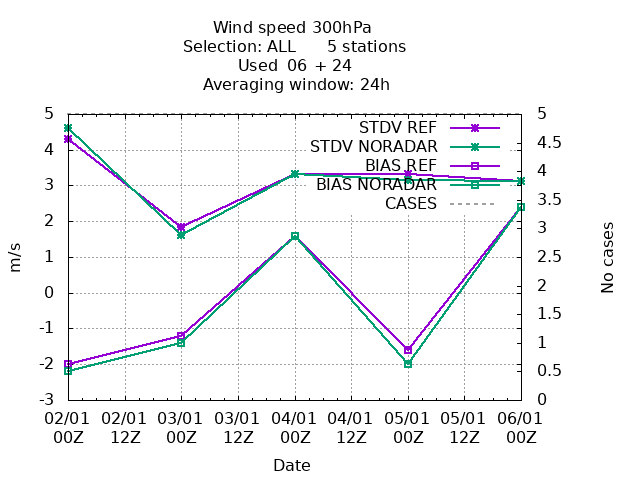 Wind speed 300hPa
Selection: ALL      5 stations
Used  06 + 24
Averaging window: 24h
STDV REF
STDV NORADAR
BIAS REF
BIAS NORADAR
CASES
5
4
3
2
1
0
-1
-2
-3
m/s
5
4.5
4
3.5
3
2.5
2
1.5
1
0.5
0
No cases
02/01 02/01 03/01 03/01 04/01 04/01 05/01 05/01 06/01
00Z 12Z 00Z 12Z 00Z 12Z 00Z 12Z 00Z
Date